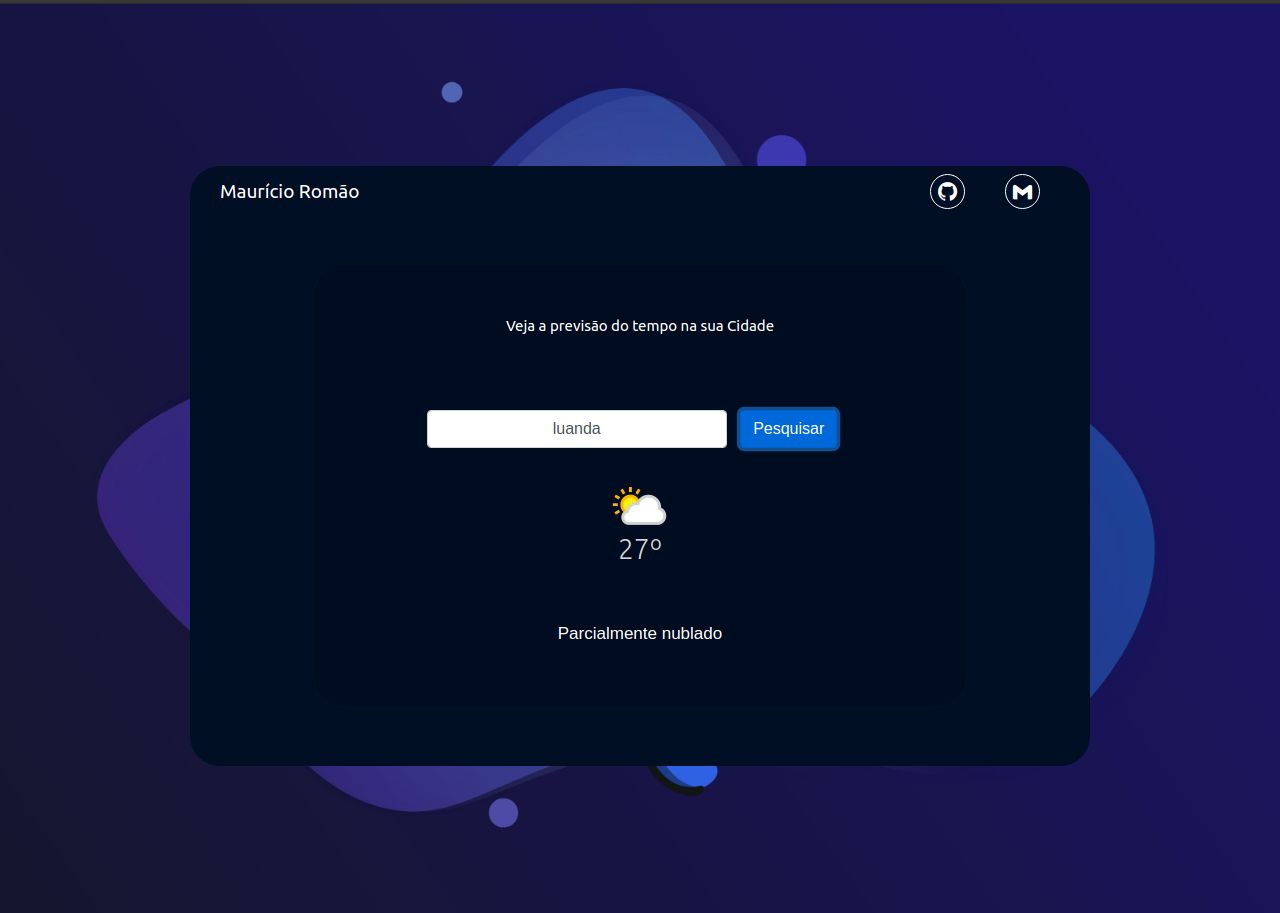 Maurício Romão
Veja a previsão do tempo na sua Cidade
luanda
Pesquisar
27º
Parcialmente nublado